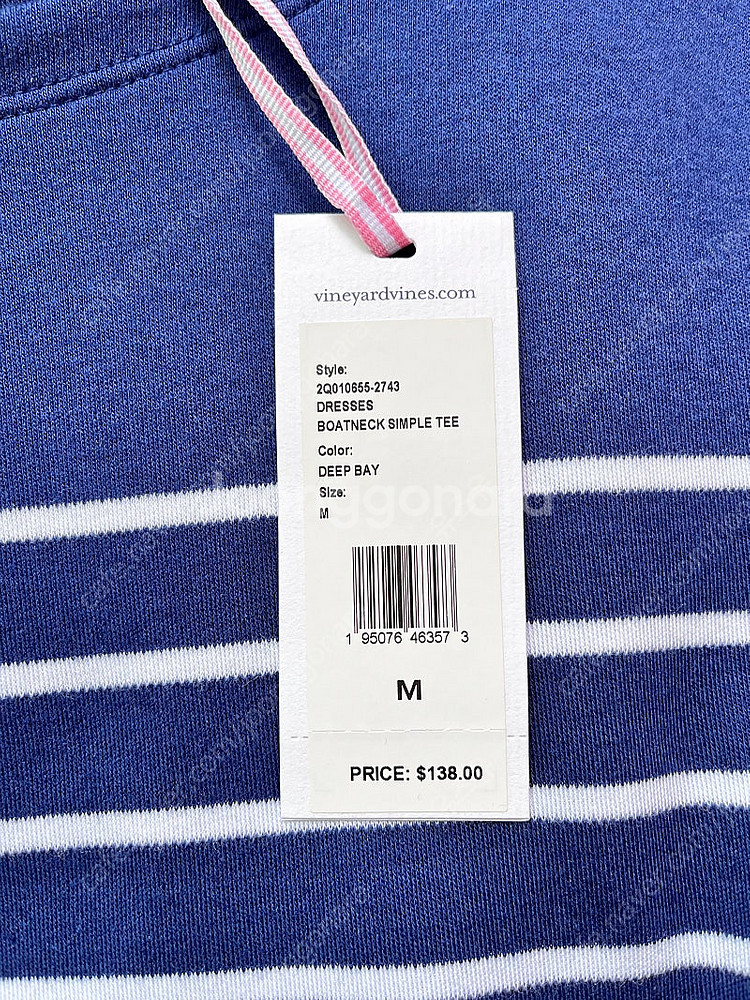 vineyardvines.com
Style:
2Q010655-2743
DRESSES
BOATNECK SIMPLE TEE
Color:
DEEP BAY
Size:
M
1 95076 46357 3
M
PRICE: $138.00